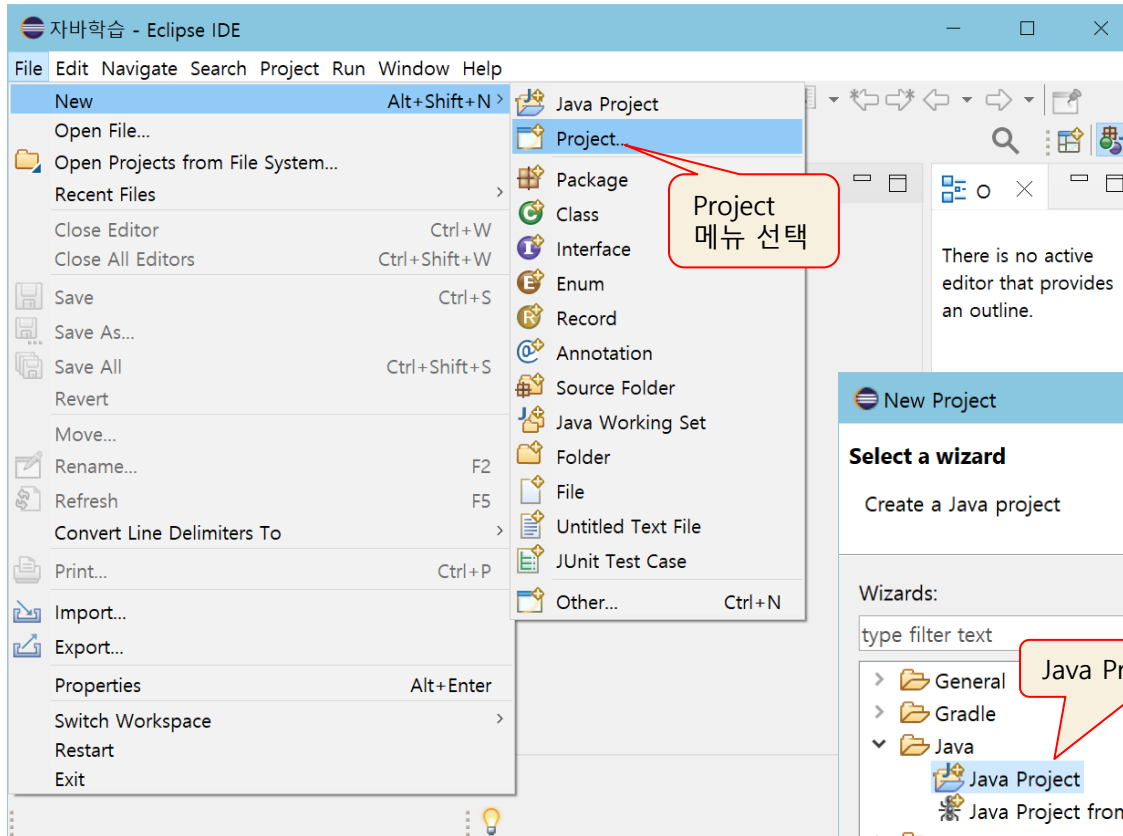 자바학습 - Eclipse IDE
File Edit Navigate Search Project Run Window Help
New Alt+Shift+N >
Open File...
Open Projects from File System...
Recent Files >
Close Editor Ctrl+W
Close All Editors Ctrl+Shift+W
Save Ctrl+S
Save As...
Save All Ctrl+Shift+S
Revert
Move...
Rename... F2
Refresh F5
Convert Line Delimiters To >
Print... Ctrl+P
Import...
Export...
Properties Alt+Enter
Switch Workspace >
Restart
Exit
Java Project
Project...
Package
Class
Interface
Enum
Record
Annotation
Source Folder
Java Working Set
Folder
File
Untitled Text File
JUnit Test Case
Other... Ctrl+N
Project
메뉴 선택
O
There is no active
editor that provides
an outline.
New Project
Select a wizard
Create a Java project
Wizards:
type filter text
General
Gradle
Java
Java Project
Java Project from
Java Pr